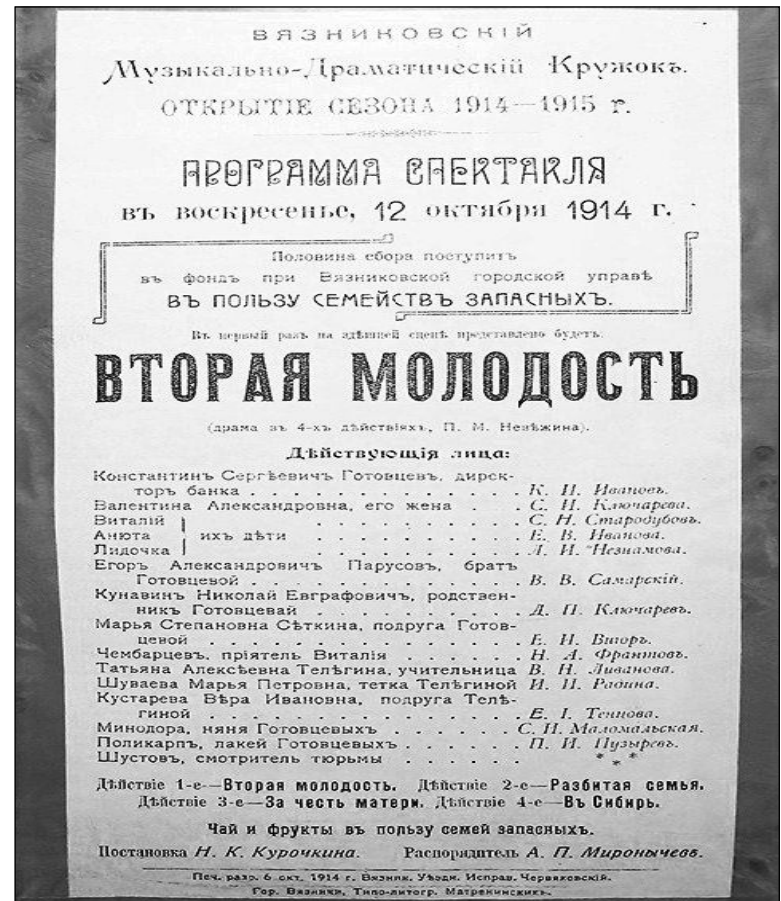 ВЯЗНИКОВСКІЙ
Музыкально-Драматическій Кружокъ.
ОТКРЫТІЕ СЕЗОНА 1914—1915 г.
ПРОГРАММА СПЕКТАКЛЯ
въ воскресенье, 12 октября 1914 г.
Половина сбора поступитъ
въ фондъ при Вязниковской городской управѣ
ВЪ ПОЛЬЗУ СЕМЕЙСТВЪ ЗАПАСНЫХЪ.
Въ первый разъ на здѣшней сценѣ представлено будетъ:
ВТОРАЯ МОЛОДОСТЬ
(драма въ 4-хъ дѣйствіяхъ, П. М. Невѣжина).
Дѣйствующія лица:
Константинъ Сергѣевичъ Готовцевъ, дирек-
торъ банка . . . . . . . . . . . . . К. И. Ивановъ.
Валентина Александровна, его жена . . С. И. Ключарева.
Виталій . . . . . . . . . С. Н. Стародубовъ.
Анюта } ихъ дѣти . . . . . . . . . Е. В. Иванова.
Лидочка . . . . . . . . . Л. И. Незнамова.
Егоръ Александровичъ Парусовъ, братъ
Готовцевой . . . . . . . . . . . . . В. В. Самарскій.
Кунавинъ Николай Евграфовичъ, родствен-
никъ Готовцевай . . . . . . . . . . Д. П. Ключаревъ.
Марья Степановна Сѣткина, подруга Готов-
цевой . . . . . . . . . . . . . . . Е. Н. Вторъ.
Чембарцевъ, пріятель Виталія . . . . . Н. А. Франтовъ.
Татьяна Алексѣевна Телѣгина, учительница В. Н. Ливанова.
Шуваева Марья Петровна, тетка Телѣгиной И. И. Радина.
Кустарева Вѣра Ивановна, подруга Телѣ-
гиной . . . . . . . . . . . . . . . Е. І. Теннова.
Минодора, няня Готовцевыхъ . . . . . С. Н. Маломальская.
Поликарпъ, лакей Готовцевыхъ . . . . . . П. И. Пузыревъ.
Шустовъ, смотритель тюрьмы . . . . . . * * *
Дѣйствіе 1-е—Вторая молодость. Дѣйствіе 2-е—Разбитая семья.
Дѣйствіе 3-е—За честь матери. Дѣйствіе 4-е—Въ Сибирь.
Чай и фрукты въ пользу семей запасныхъ.
Постановка Н. К. Курочкина. Распорядитель А. П. Миронычевъ.
Печ. разр. 6 окт. 1914 г. Вязник. Уѣздн. Исправ. Червяковскій.
Гор. Вязники, Типо-литогр. Матренинскихъ.